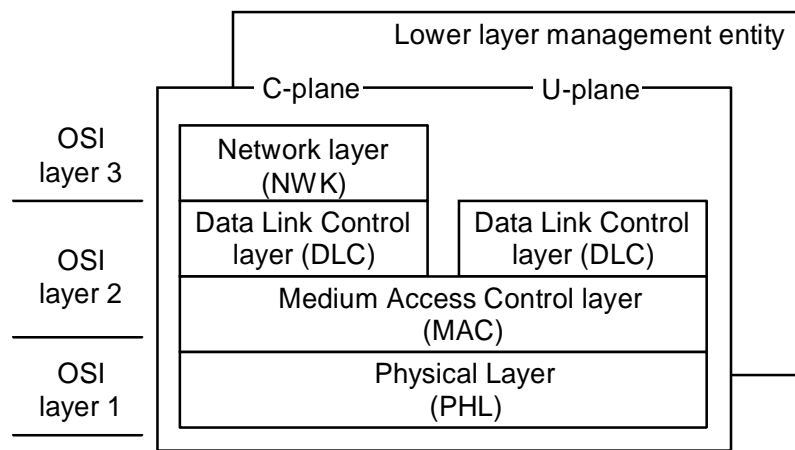 Lower layer management entity
C-plane
U-plane
OSI
layer 3
Network layer
(NWK)
Data Link Control
layer (DLC)
Data Link Control
layer (DLC)
OSI
layer 2
Medium Access Control layer
(MAC)
OSI
layer 1
Physical Layer
(PHL)